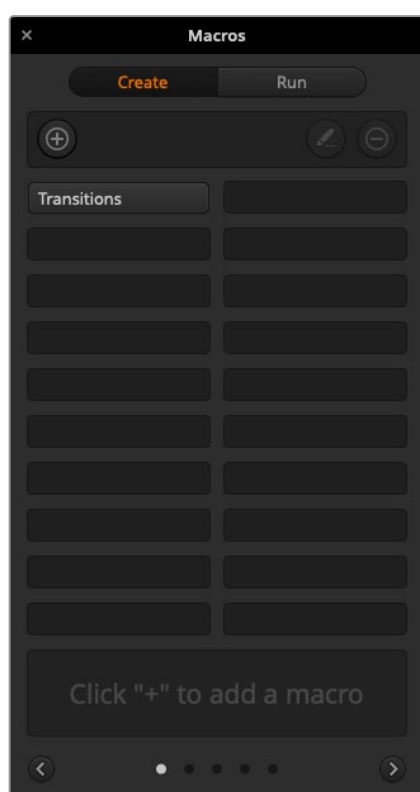 Macros
Create
Run
Transitions
Click "+" to add a macro